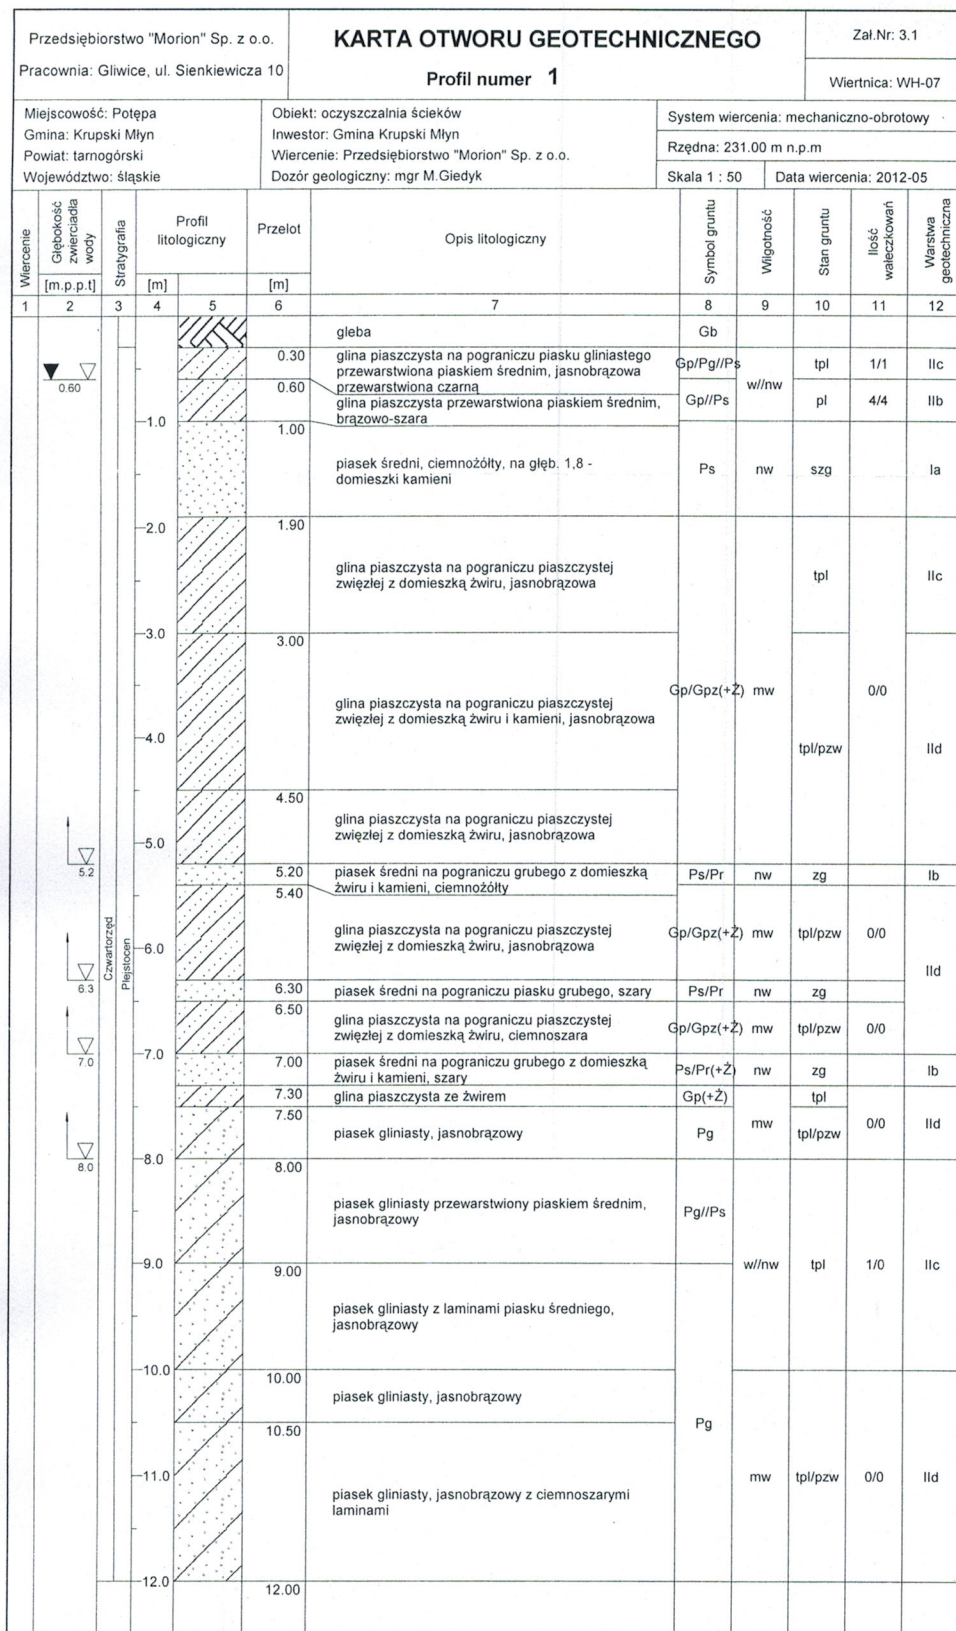 Przedsiębiorstwo "Morion" Sp. z o.o.
Pracownia: Gliwice, ul. Sienkiewicza 10
KARTA OTWORU GEOTECHNICZNEGO
Profil numer 1
Zał.Nr: 3.1
Wiertnica: WH-07
Miejscowość: Potępa
Gmina: Krupski Młyn
Powiat: tarnogórski
Województwo: śląskie
Obiekt: oczyszczalnia ścieków
Inwestor: Gmina Krupski Młyn
Wiercenie: Przedsiębiorstwo "Morion" Sp. z o.o.
Dozór geologiczny: mgr M.Giedyk
System wiercenia: mechaniczno-obrotowy
Rzędna: 231.00 m n.p.m
Skala 1 : 50 Data wiercenia: 2012-05
Wiercenie
Głębokość
zwierciadła
wody
[m.p.p.t]
Stratygrafia
Profil
litologiczny
[m]
Przelot
[m]
Opis litologiczny
Symbol gruntu
Wilgotność
Stan gruntu
Ilość
wałeczkowań
Warstwa
geotechniczna
1 2 3 4 5 6 7 8 9 10 11 12
gleba Gb
0.30 glina piaszczysta na pograniczu piasku gliniastego
przewarstwiona piaskiem średnim, jasnobrązowa
przewarstwiona czarną
Gp/Pg//Ps w//nw tpl 1/1 IIc
0.60
0.60 glina piaszczysta przewarstwiona piaskiem średnim,
brązowo-szara
Gp//Ps pl 4/4 IIb
1.0
1.00
piasek średni, ciemnożółty, na głęb. 1,8 -
domieszki kamieni
Ps nw szg Ia
2.0
1.90
glina piaszczysta na pograniczu piaszczystej
zwięzłej z domieszką żwiru, jasnobrązowa
tpl IIc
3.0
3.00
glina piaszczysta na pograniczu piaszczystej
zwięzłej z domieszką żwiru i kamieni, jasnobrązowa
Gp/Gpz(+Ż) mw 0/0
4.0
tpl/pzw IId
4.50
glina piaszczysta na pograniczu piaszczystej
zwięzłej z domieszką żwiru, jasnobrązowa
5.0
5.2
5.20 piasek średni na pograniczu grubego z domieszką
żwiru i kamieni, ciemnożółty
Ps/Pr nw zg Ib
5.40
glina piaszczysta na pograniczu piaszczystej
zwięzłej z domieszką żwiru, jasnobrązowa
Gp/Gpz(+Ż) mw tpl/pzw 0/0
Czwartorzęd
Plejstocen
6.0
IId
6.3
6.30 piasek średni na pograniczu piasku grubego, szary Ps/Pr nw zg
6.50
glina piaszczysta na pograniczu piaszczystej
zwięzłej z domieszką żwiru, ciemnoszara
Gp/Gpz(+Ż) mw tpl/pzw 0/0
7.0
7.0
7.00 piasek średni na pograniczu grubego z domieszką
żwiru i kamieni, szary
Ps/Pr(+Ż) nw zg Ib
7.30 glina piaszczysta ze żwirem Gp(+Ż) tpl
7.50
piasek gliniasty, jasnobrązowy Pg mw tpl/pzw 0/0 IId
8.0
8.0
8.00
piasek gliniasty przewarstwiony piaskiem średnim,
jasnobrązowy
Pg//Ps
9.0
9.00
w//nw tpl 1/0 IIc
piasek gliniasty z laminami piasku średniego,
jasnobrązowy
10.0
10.00
piasek gliniasty, jasnobrązowy
10.50
Pg
11.0
mw tpl/pzw 0/0 IId
piasek gliniasty, jasnobrązowy z ciemnoszarymi
laminami
12.0
12.00